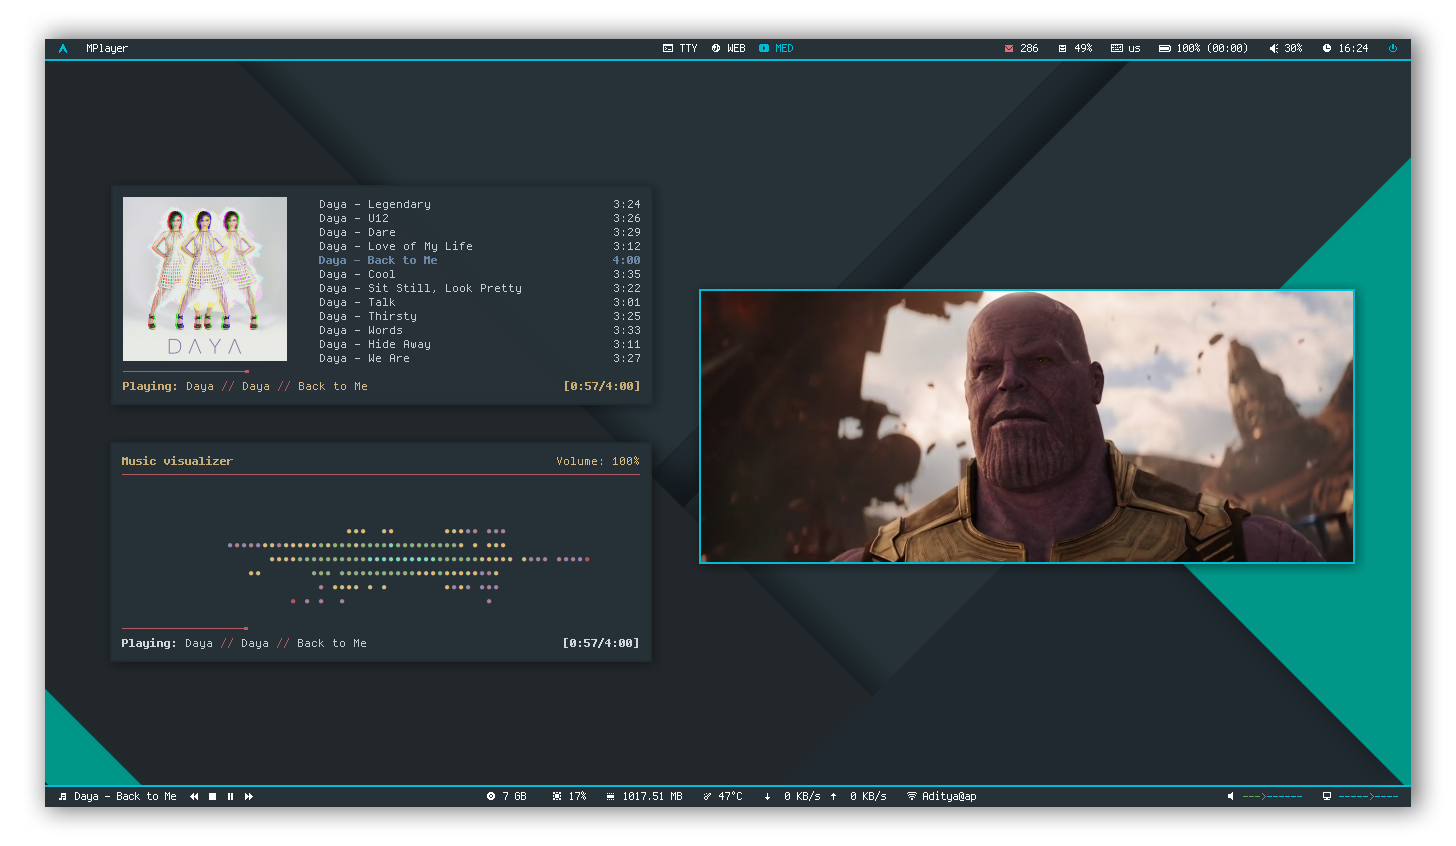 MPlayer TTY WEB MED 286 49% us 100% (00:00) 30% 16:24
DAYA
Daya - Legendary 3:24
Daya - U12 3:26
Daya - Dare 3:29
Daya - Love of My Life 3:12
Daya - Back to Me 4:00
Daya - Cool 3:35
Daya - Sit Still, Look Pretty 3:22
Daya - Talk 3:01
Daya - Thirsty 3:25
Daya - Words 3:33
Daya - Hide Away 3:11
Daya - We Are 3:27
Playing: Daya // Daya // Back to Me [0:57/4:00]
Music visualizer Volume: 100%
Playing: Daya // Daya // Back to Me [0:57/4:00]
Daya - Back to Me 7 GB 17% 1017.51 MB 47°C ↓ 0 KB/s ↑ 0 KB/s Aditya@ap --->------ ----->----